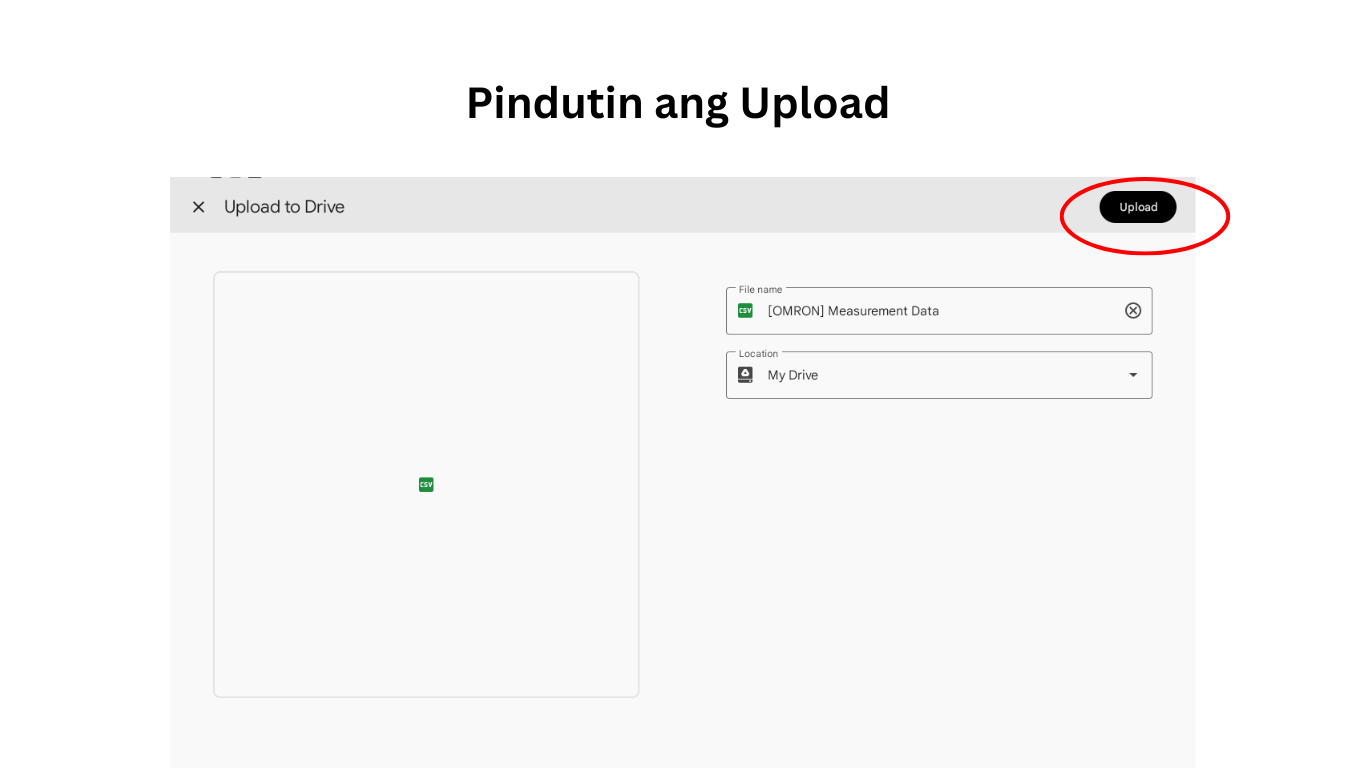 Pindutin ang Upload
Upload to Drive
Upload
File name
CSV [OMRON] Measurement Data
Location
My Drive
CSV